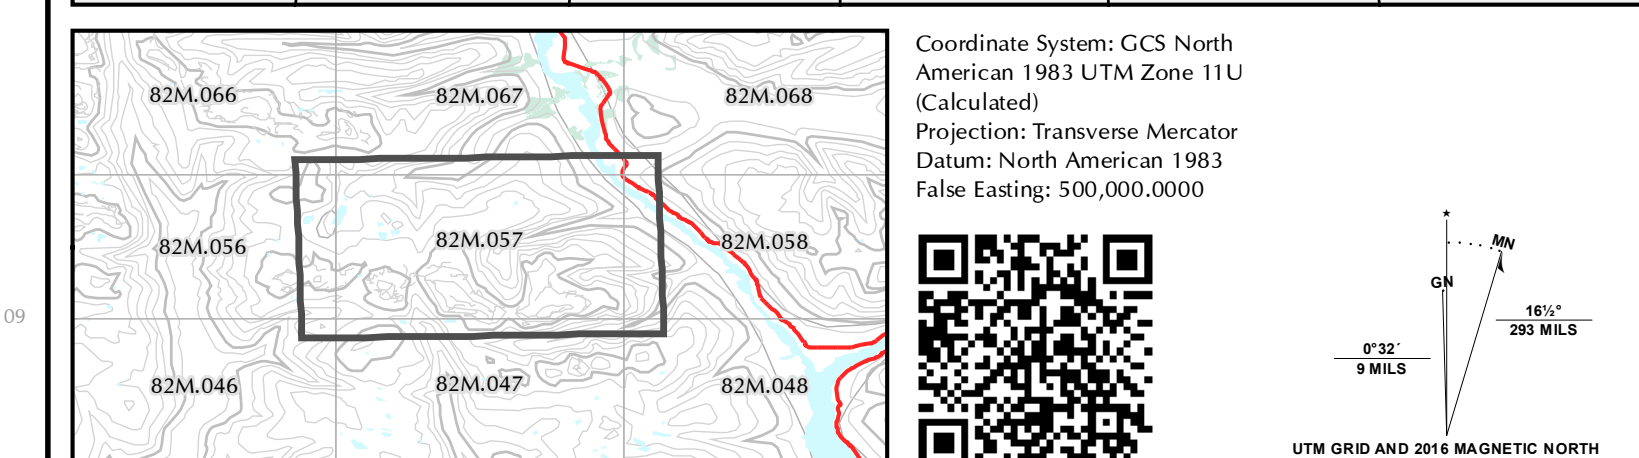 82M.066
82M.067
82M.068
82M.056
82M.057
82M.058
09
82M.046
82M.047
82M.048
Coordinate System: GCS North
American 1983 UTM Zone 11U
(Calculated)
Projection: Transverse Mercator
Datum: North American 1983
False Easting: 500,000.0000
MN
GN
16½°
293 MILS
0°32´
9 MILS
UTM GRID AND 2016 MAGNETIC NORTH